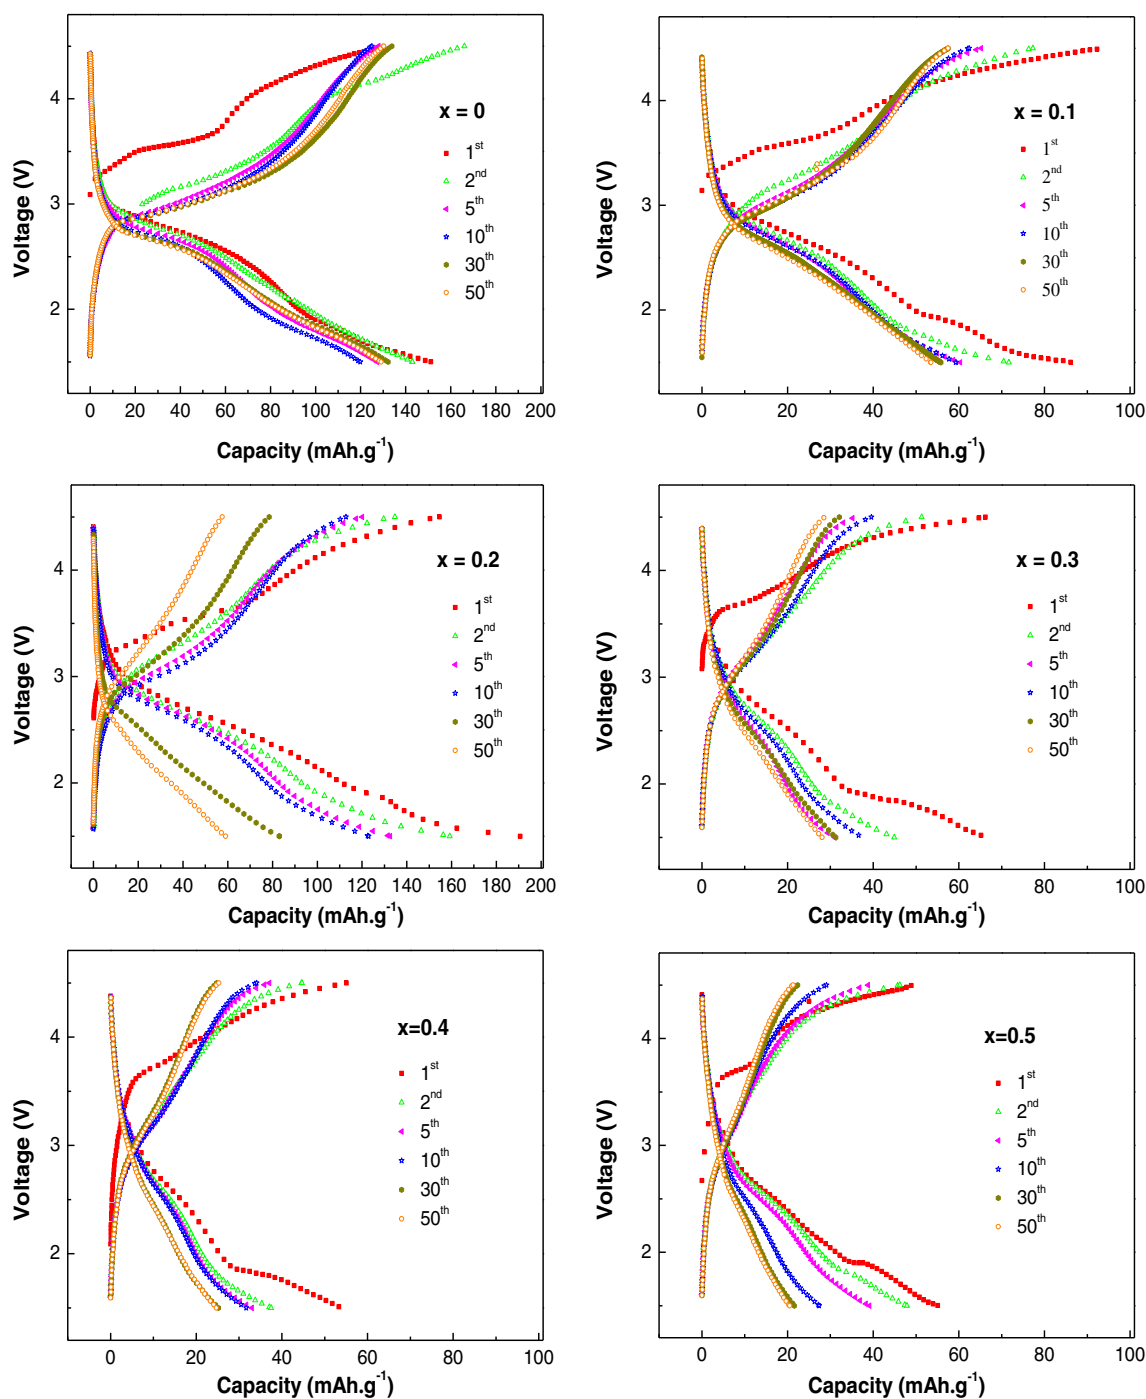 x = 0
1st
2nd
5th
10th
30th
50th
Voltage (V)
4
3
2
0 20 40 60 80 100 120 140 160 180 200
Capacity (mAh.g-1)
x = 0.1
1st
2nd
5th
10th
30th
50th
Voltage (V)
4
3
2
0 20 40 60 80 100
Capacity (mAh.g-1)
x = 0.2
1st
2nd
5th
10th
30th
50th
Voltage (V)
5
4
3
2
0 20 40 60 80 100 120 140 160 180 200
Capacity (mAh.g-1)
x = 0.3
1st
2nd
5th
10th
30th
50th
Voltage (V)
4
3
2
0 20 40 60 80 100
Capacity (mAh.g-1)
x=0.4
1st
2nd
5th
10th
30th
50th
Voltage (V)
4
3
2
0 20 40 60 80 100
Capacity (mAh.g-1)
x=0.5
1st
2nd
5th
10th
30th
50th
Voltage (V)
4
3
2
0 20 40 60 80 100
Capacity (mAh.g-1)